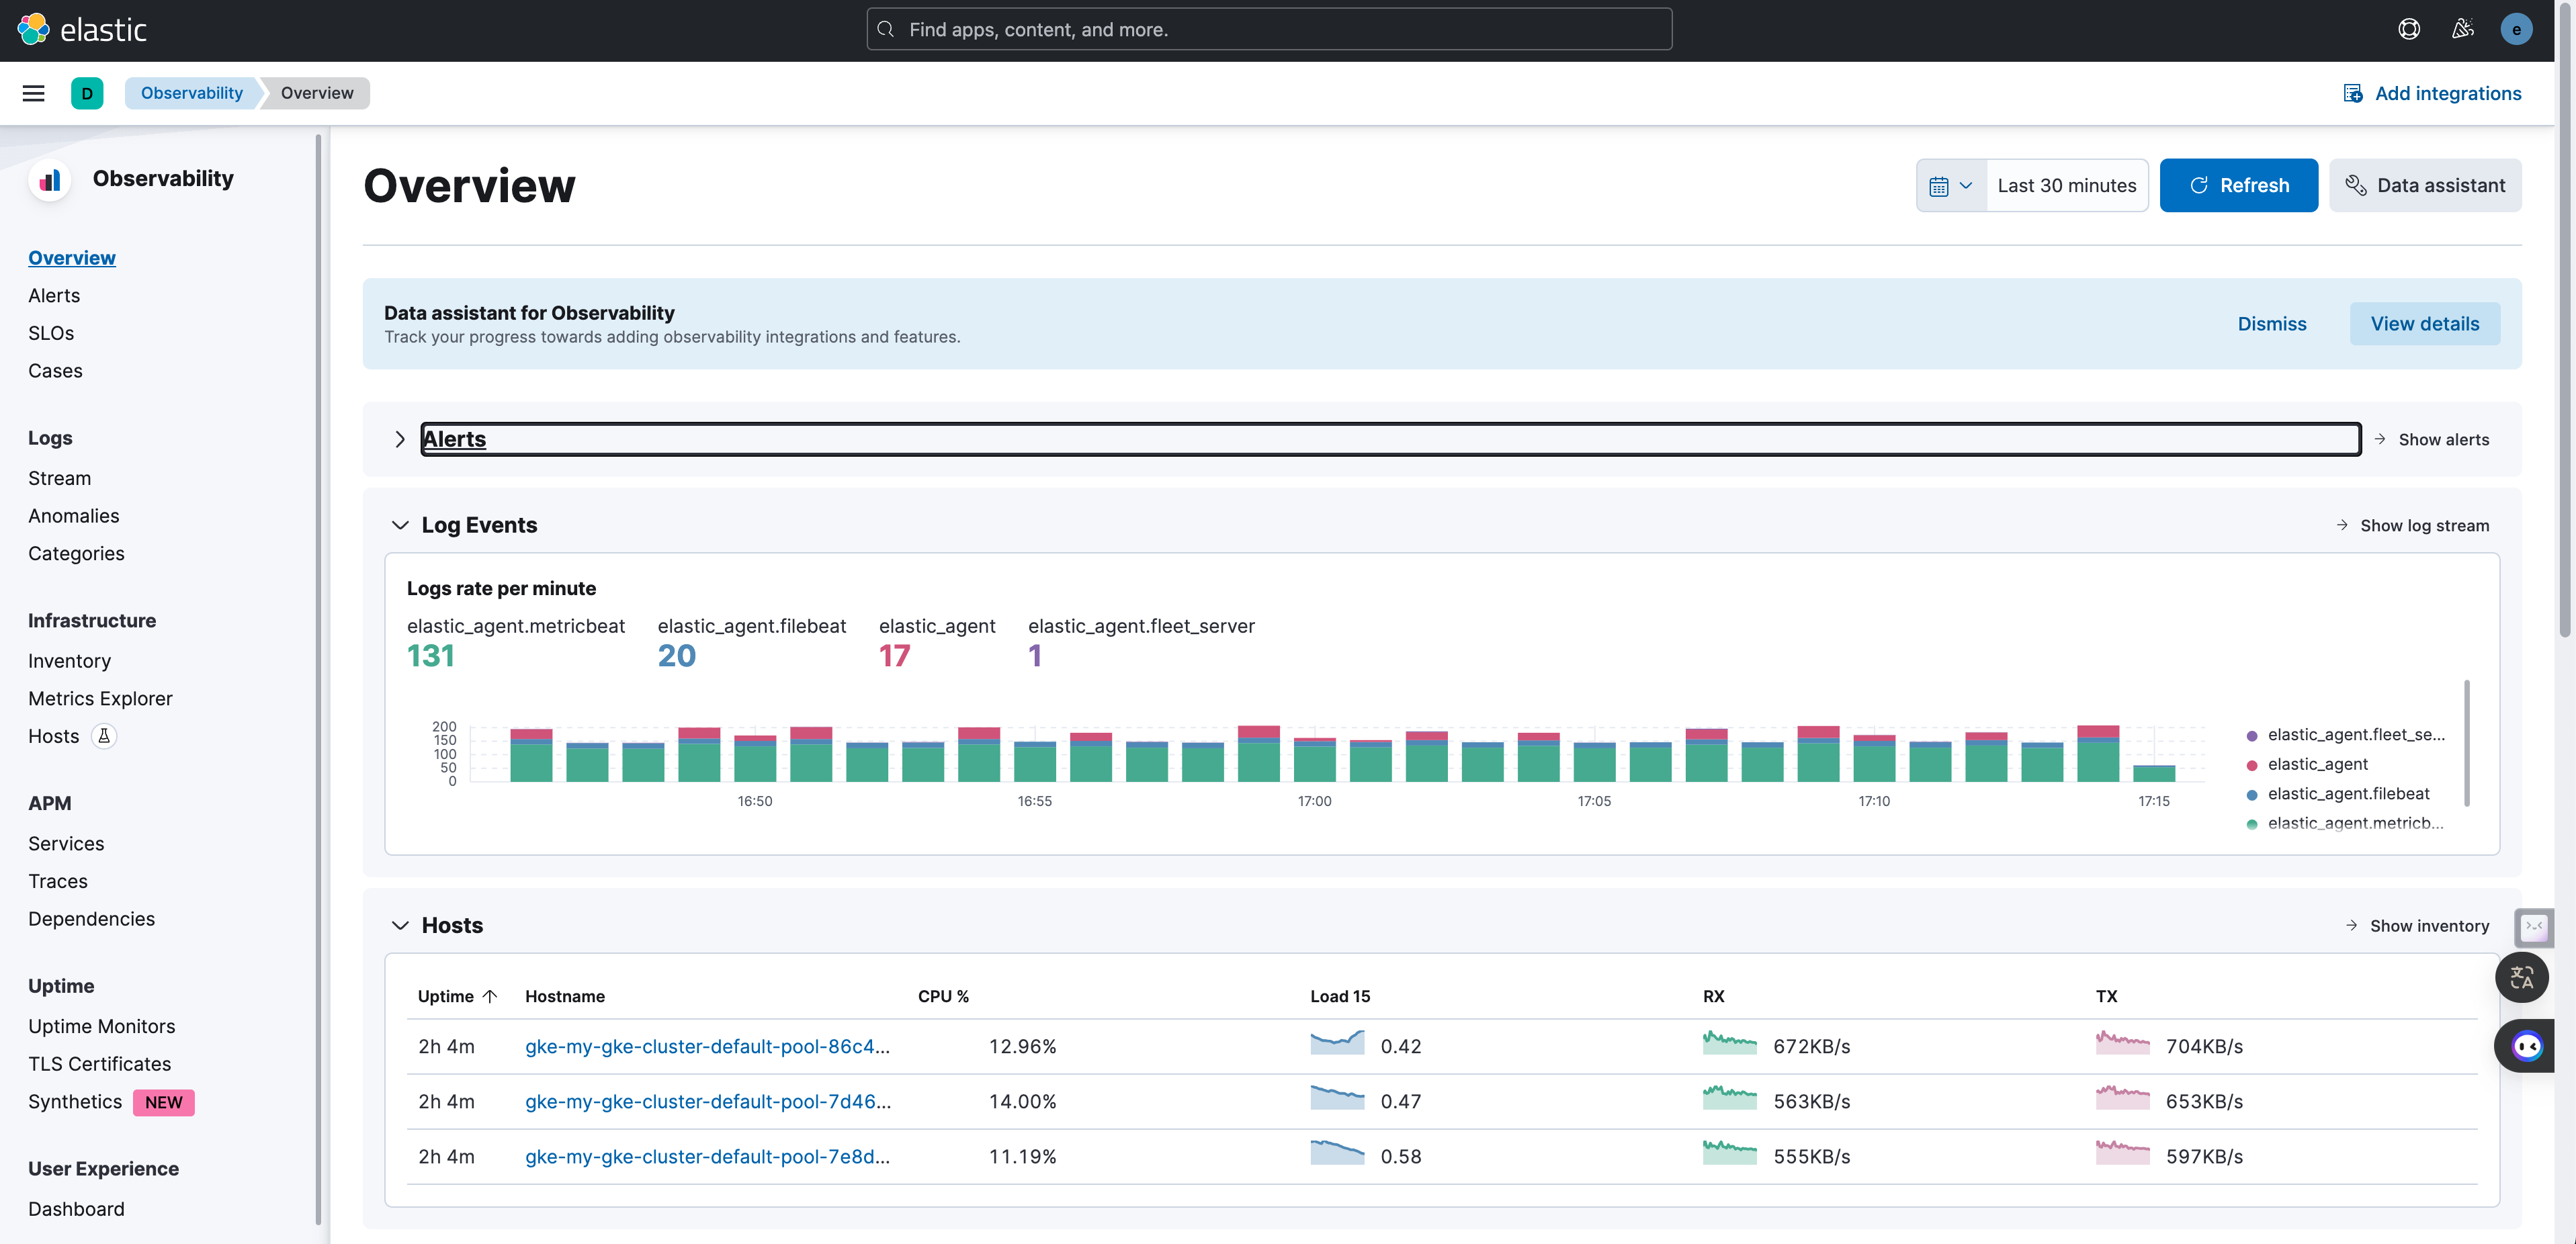 elastic
Find apps, content, and more.
e
D
Observability
Overview
Add integrations
Observability
Overview
Alerts
SLOs
Cases
Logs
Stream
Anomalies
Categories
Infrastructure
Inventory
Metrics Explorer
Hosts
APM
Services
Traces
Dependencies
Uptime
Uptime Monitors
TLS Certificates
Synthetics NEW
User Experience
Dashboard
Overview
Last 30 minutes
Refresh
Data assistant
Data assistant for Observability
Track your progress towards adding observability integrations and features.
Dismiss
View details
Alerts
Show alerts
Log Events
Show log stream
Logs rate per minute
elastic_agent.metricbeat elastic_agent.filebeat elastic_agent elastic_agent.fleet_server
131 20 17 1
200
150
100
50
0
16:50 16:55 17:00 17:05 17:10 17:15
elastic_agent.fleet_se...
elastic_agent
elastic_agent.filebeat
elastic_agent.metricb...
Hosts
Show inventory
Uptime Hostname CPU % Load 15 RX TX
2h 4m gke-my-gke-cluster-default-pool-86c4... 12.96% 0.42 672KB/s 704KB/s
2h 4m gke-my-gke-cluster-default-pool-7d46... 14.00% 0.47 563KB/s 653KB/s
2h 4m gke-my-gke-cluster-default-pool-7e8d... 11.19% 0.58 555KB/s 597KB/s
文A